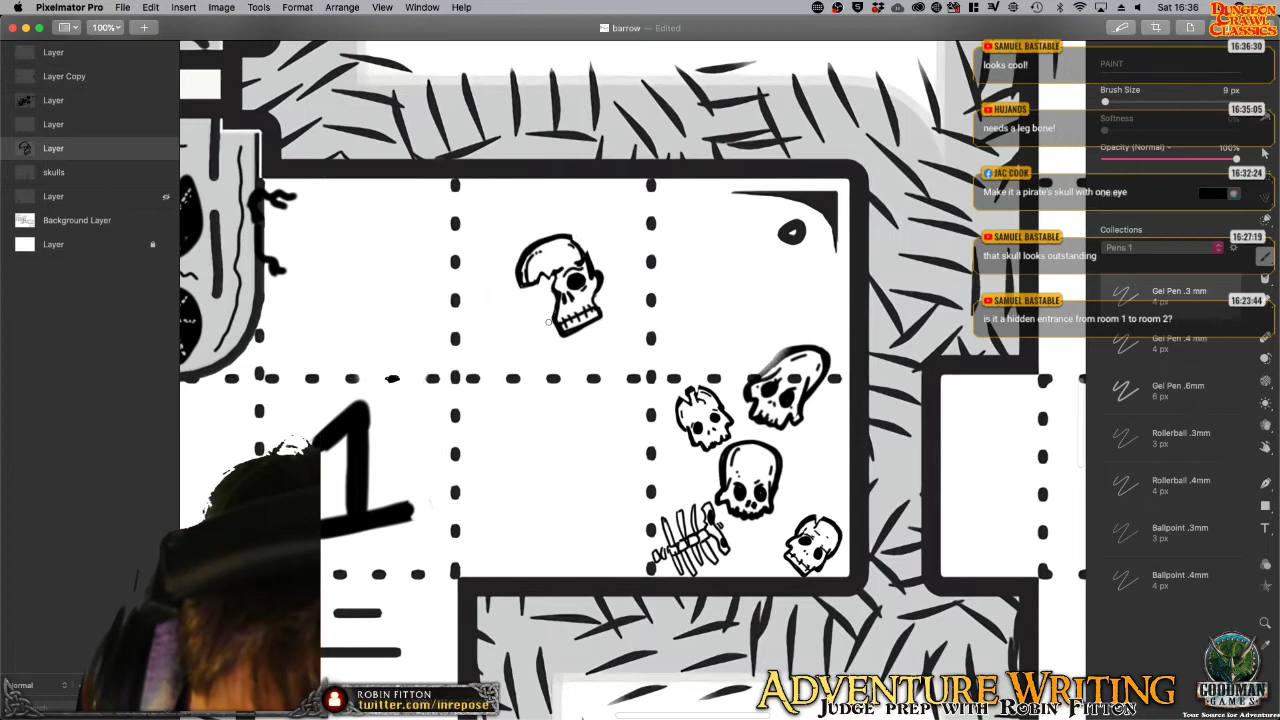 Pixelmator Pro File Edit Insert Image Tools Format Arrange View Window Help
Sat 16:36
100%
barrow — Edited
DUNGEON CRAWL CLASSICS
Layer
Layer Copy
Layer
Layer
Layer
skulls
Layer
Background Layer
Layer
Normal
SAMUEL BASTABLE 16:36:30
looks cool!
HUJANDS 16:35:05
needs a leg bone!
JAC COOK 16:32:24
Make it a pirate's skull with one eye
SAMUEL BASTABLE 16:27:19
that skull looks outstanding
SAMUEL BASTABLE 16:23:44
is it a hidden entrance from room 1 to room 2?
PAINT
Brush Size 9 px
Softness 0%
Opacity (Normal) 100%
Collections
Pens 1
Gel Pen .3 mm
4 px
Gel Pen .4 mm
4 px
Gel Pen .6mm
6 px
Rollerball .3mm
3 px
Rollerball .4mm
4 px
Ballpoint .3mm
3 px
Ballpoint .4mm
4 px
1
ROBIN FITTON
twitter.com/inrepose
ADVENTURE WRITING
JUDGE PREP WITH ROBIN FITTON
GOODMAN GAMES
Your Source for Adventure